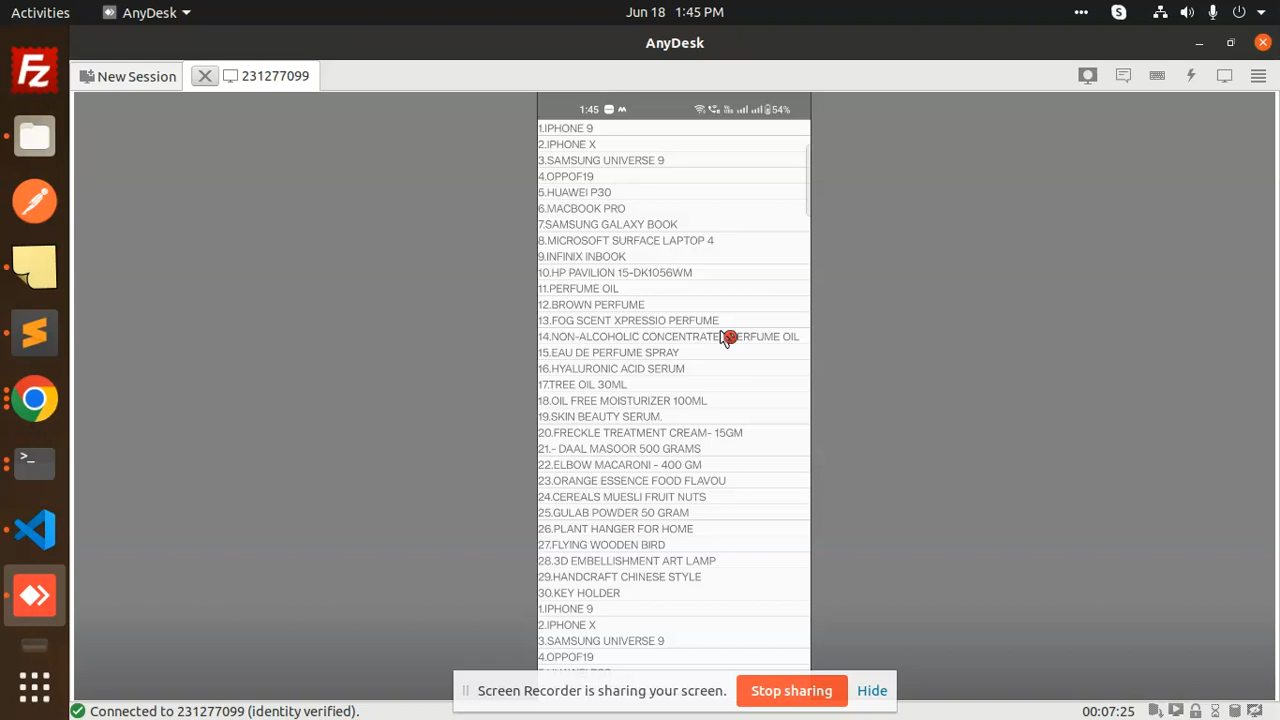 Activities
AnyDesk
Jun 18 1:45 PM
AnyDesk
New Session
231277099
1:45
54%
1.IPHONE 9
2.IPHONE X
3.SAMSUNG UNIVERSE 9
4.OPPOF19
5.HUAWEI P30
6.MACBOOK PRO
7.SAMSUNG GALAXY BOOK
8.MICROSOFT SURFACE LAPTOP 4
9.INFINIX INBOOK
10.HP PAVILION 15-DK1056WM
11.PERFUME OIL
12.BROWN PERFUME
13.FOG SCENT XPRESSIO PERFUME
14.NON-ALCOHOLIC CONCENTRATE PERFUME OIL
15.EAU DE PERFUME SPRAY
16.HYALURONIC ACID SERUM
17.TREE OIL 30ML
18.OIL FREE MOISTURIZER 100ML
19.SKIN BEAUTY SERUM.
20.FRECKLE TREATMENT CREAM- 15GM
21.- DAAL MASOOR 500 GRAMS
22.ELBOW MACARONI - 400 GM
23.ORANGE ESSENCE FOOD FLAVOU
24.CEREALS MUESLI FRUIT NUTS
25.GULAB POWDER 50 GRAM
26.PLANT HANGER FOR HOME
27.FLYING WOODEN BIRD
28.3D EMBELLISHMENT ART LAMP
29.HANDCRAFT CHINESE STYLE
30.KEY HOLDER
1.IPHONE 9
2.IPHONE X
3.SAMSUNG UNIVERSE 9
4.OPPOF19
Screen Recorder is sharing your screen.
Stop sharing
Hide
Connected to 231277099 (identity verified).
00:07:25